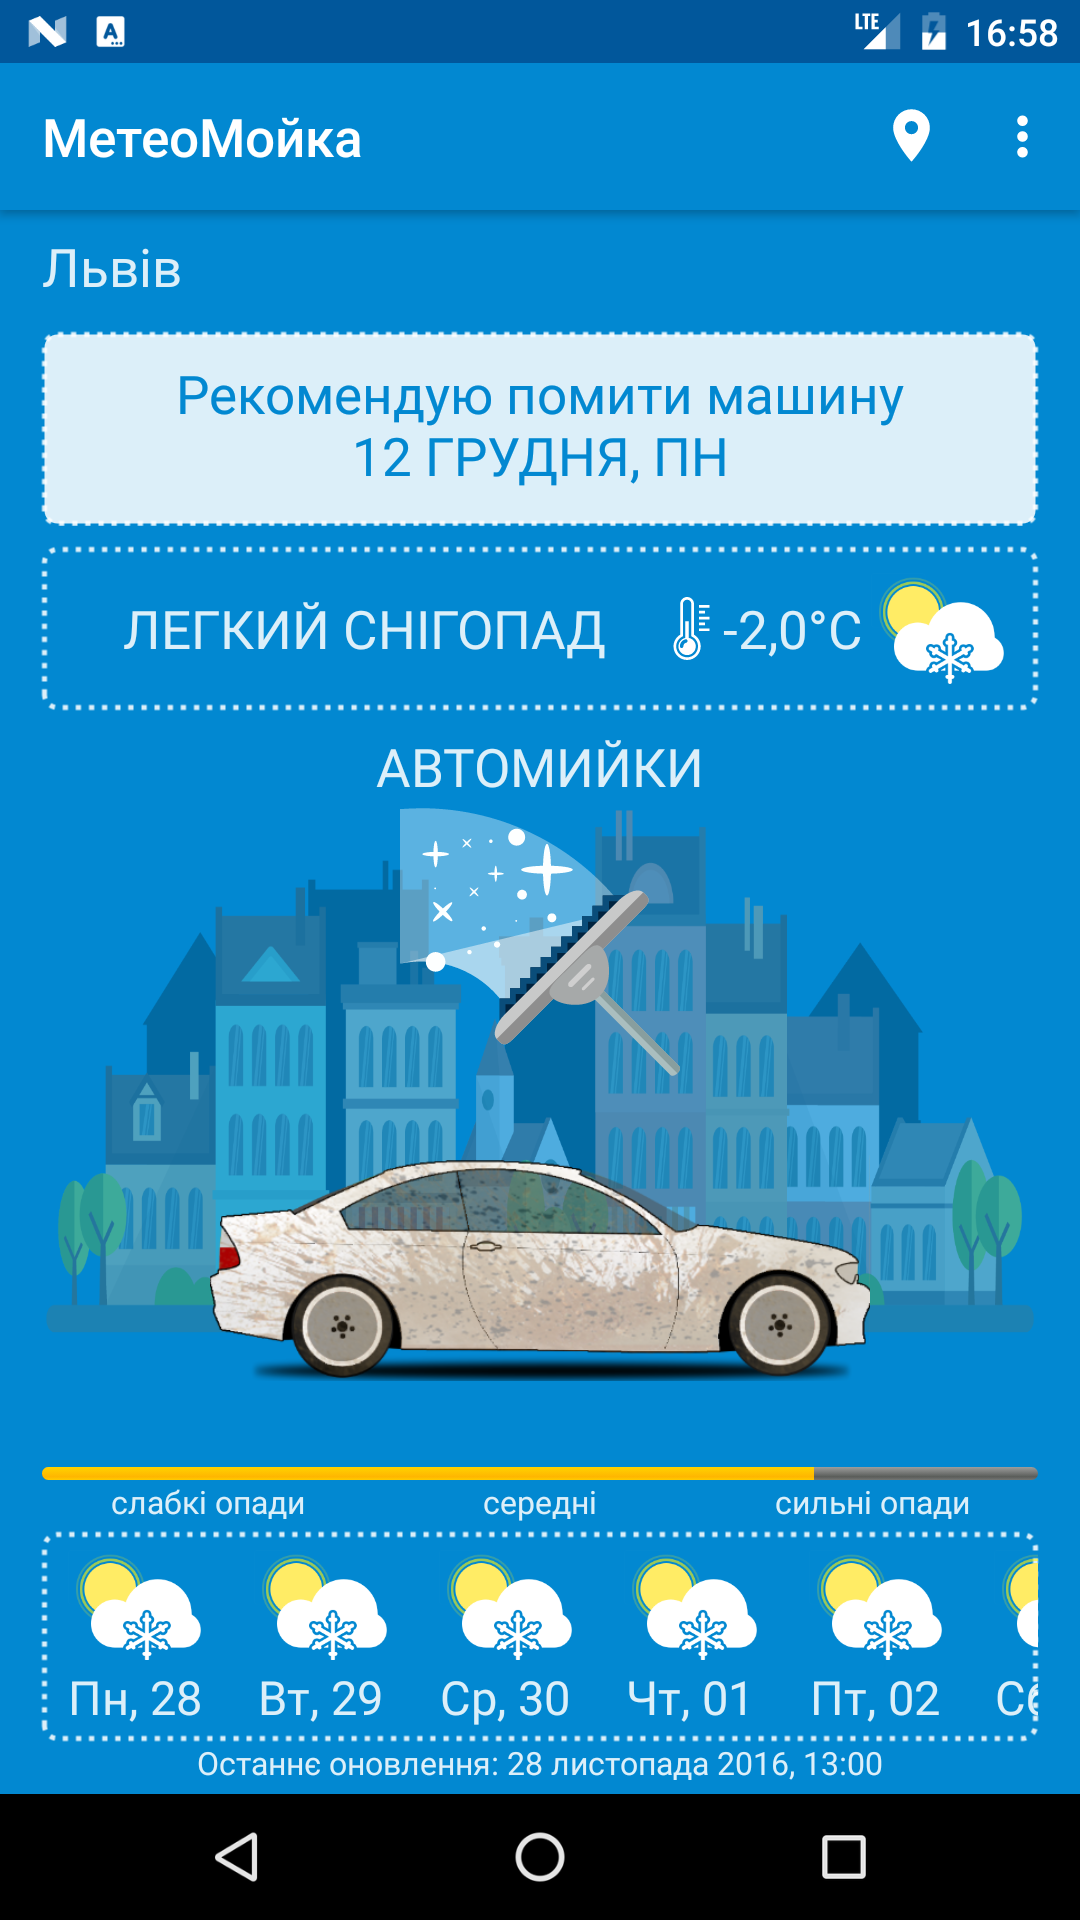 LTE 16:58
МетеоМойка
Львів
Рекомендую помити машину
12 ГРУДНЯ, ПН
ЛЕГКИЙ СНІГОПАД -2,0°C
АВТОМИЙКИ
слабкі опади середні сильні опади
Пн, 28 Вт, 29 Ср, 30 Чт, 01 Пт, 02
Останнє оновлення: 28 листопада 2016, 13:00